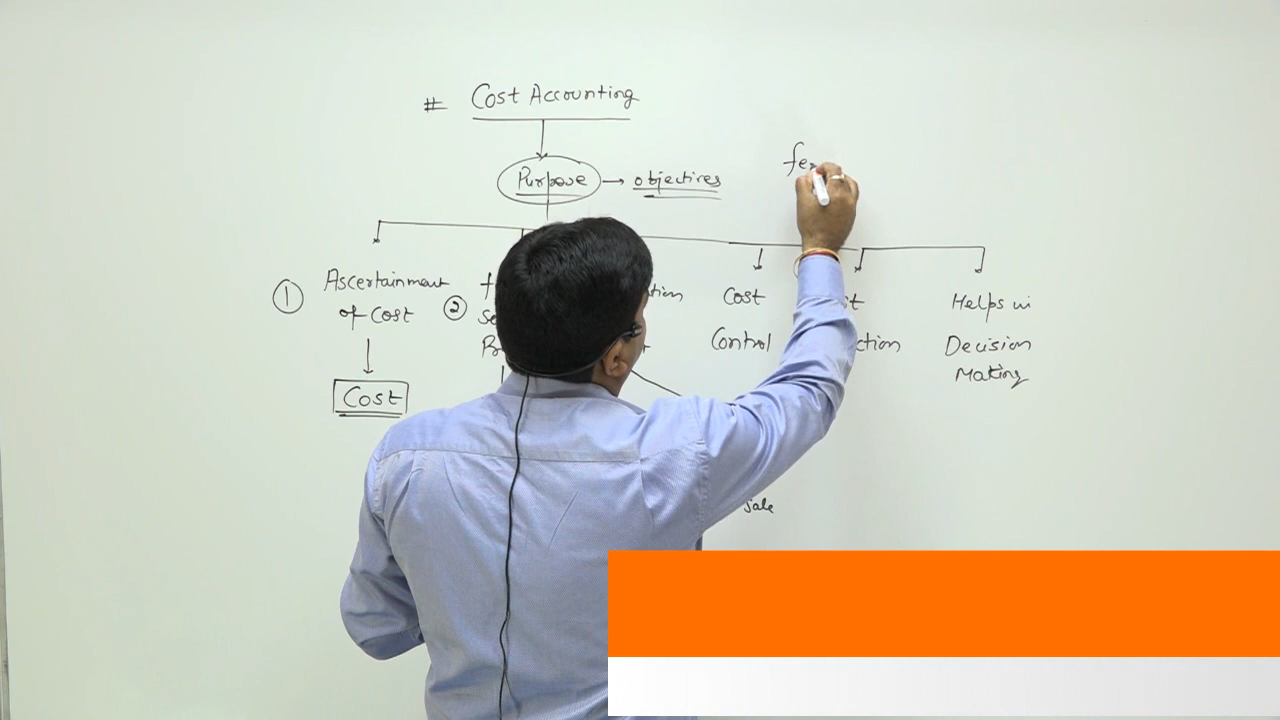 # Cost Accounting
Purpose → objectives
① Ascertainment
of Cost
Cost
②
Cost
Control
Helps in
Decision
Making
sale